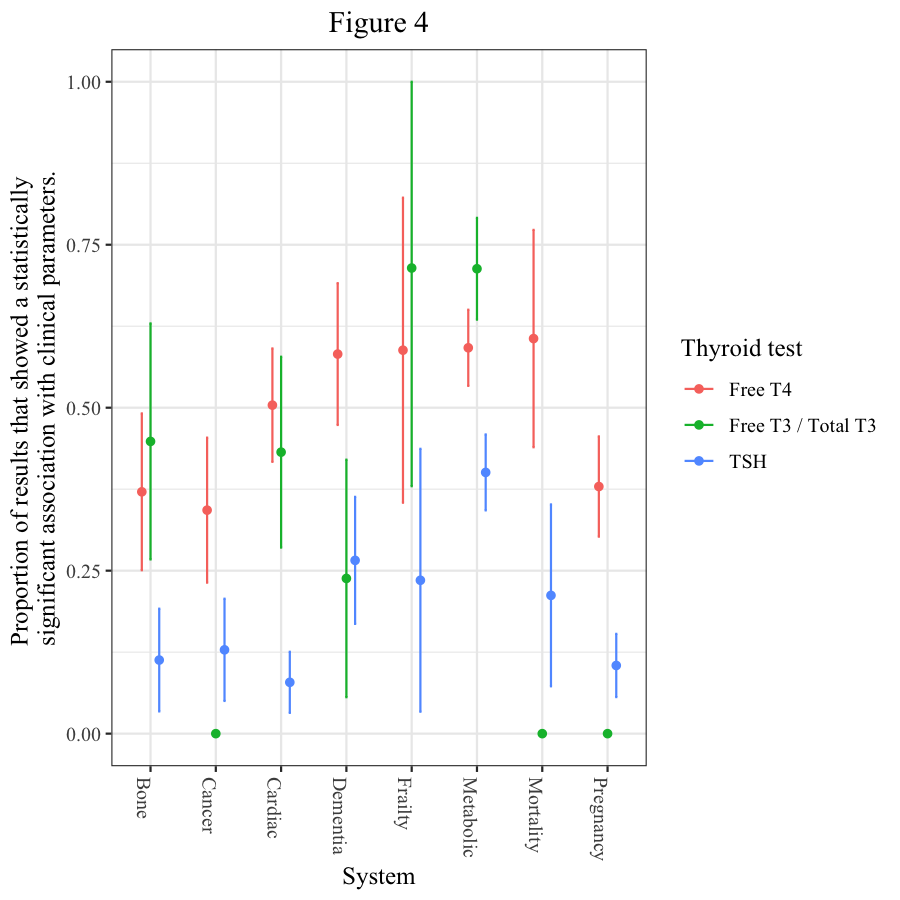 Figure 4
Proportion of results that showed a statistically
significant association with clinical parameters.
1.00
0.75
0.50
0.25
0.00
Bone
Cancer
Cardiac
Dementia
Frailty
Metabolic
Mortality
Pregnancy
System
Thyroid test
Free T4
Free T3 / Total T3
TSH